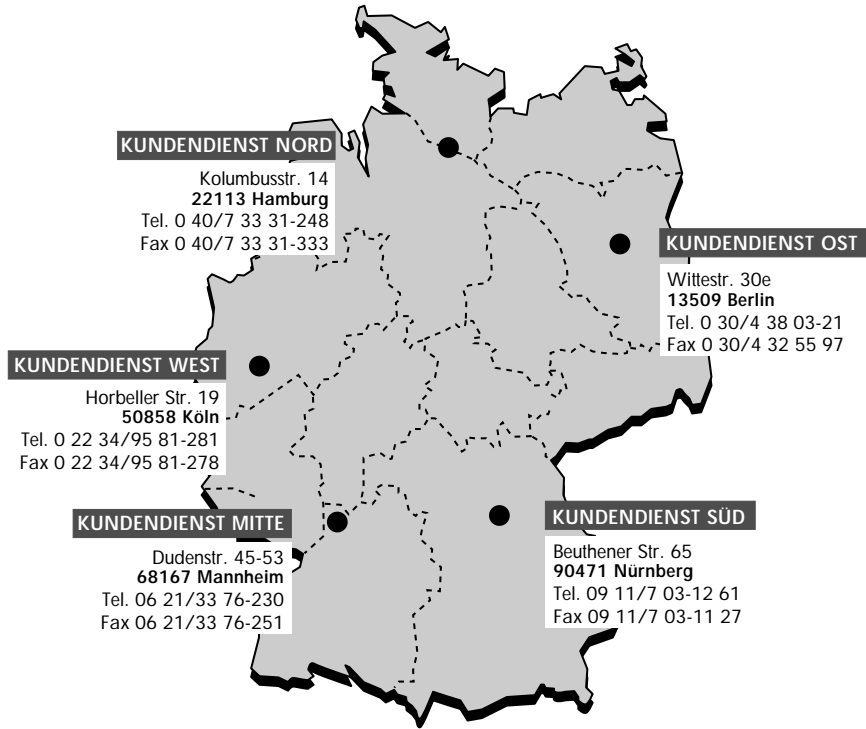 KUNDENDIENST NORD
Kolumbusstr. 14
22113 Hamburg
Tel. 0 40/7 33 31-248
Fax 0 40/7 33 31-333
KUNDENDIENST OST
Wittestr. 30e
13509 Berlin
Tel. 0 30/4 38 03-21
Fax 0 30/4 32 55 97
KUNDENDIENST WEST
Horbeller Str. 19
50858 Köln
Tel. 0 22 34/95 81-281
Fax 0 22 34/95 81-278
KUNDENDIENST MITTE
Dudenstr. 45-53
68167 Mannheim
Tel. 06 21/33 76-230
Fax 06 21/33 76-251
KUNDENDIENST SÜD
Beuthener Str. 65
90471 Nürnberg
Tel. 09 11/7 03-12 61
Fax 09 11/7 03-11 27